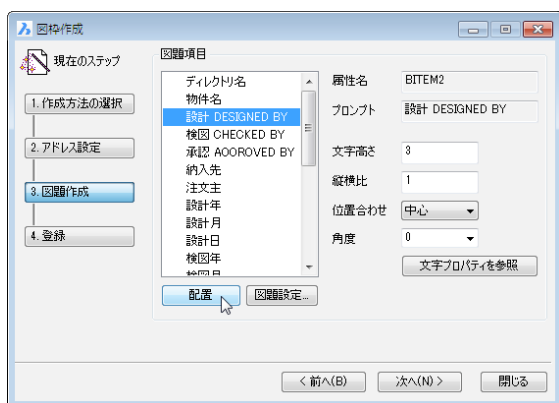 図枠作成
現在のステップ
1. 作成方法の選択
2. アドレス設定
3. 図題作成
4. 登録
図題項目
ディレクトリ名
物件名
設計 DESIGNED BY
検図 CHECKED BY
承認 AOOROVED BY
納入先
注文主
設計年
設計月
設計日
検図年
検図月
配置
図題設定...
属性名 BITEM2
プロンプト 設計 DESIGNED BY
文字高さ 3
縦横比 1
位置合わせ 中心
角度 0
文字プロパティを参照
< 前へ(B)
次へ(N) >
閉じる